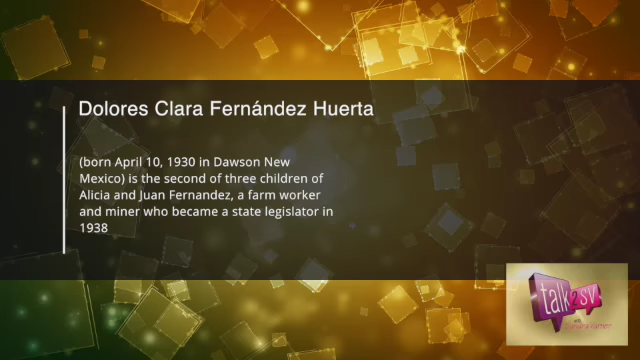 Dolores Clara Fernández Huerta
(born April 10, 1930 in Dawson New
Mexico) is the second of three children of
Alicia and Juan Fernandez, a farm worker
and miner who became a state legislator in
1938
talk2sv
with